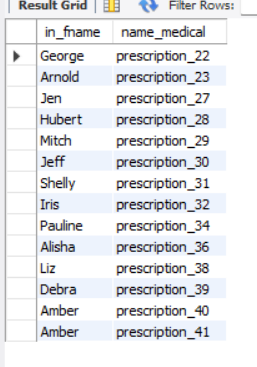 Result Grid Filter Rows:
in_fname name_medical
George prescription_22
Arnold prescription_23
Jen prescription_27
Hubert prescription_28
Mitch prescription_29
Jeff prescription_30
Shelly prescription_31
Iris prescription_32
Pauline prescription_34
Alisha prescription_36
Liz prescription_38
Debra prescription_39
Amber prescription_40
Amber prescription_41